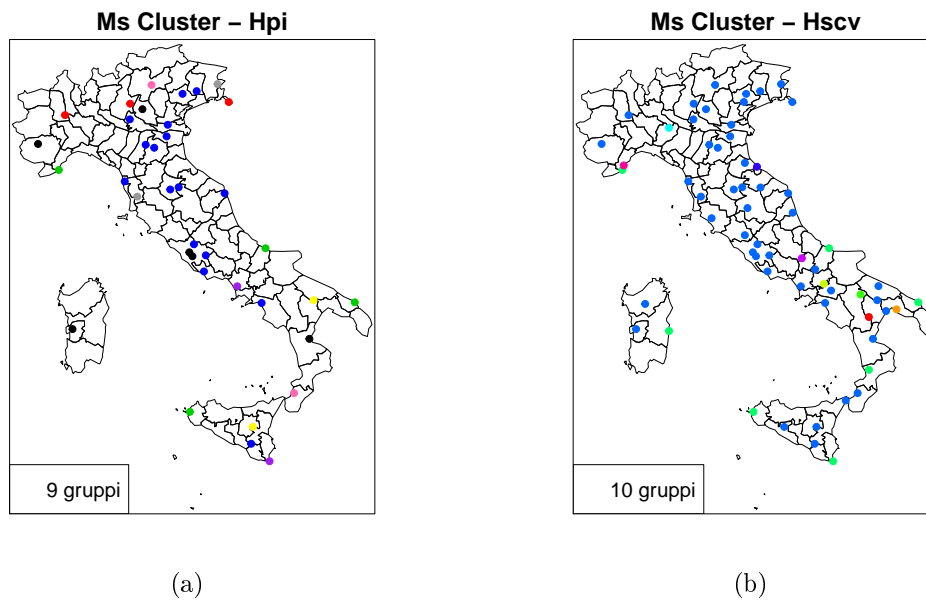 Ms Cluster – Hpi
Ms Cluster – Hscv
9 gruppi
10 gruppi
(a)
(b)